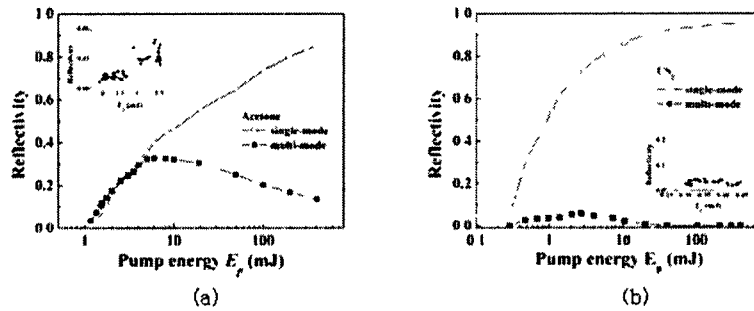 1 0
0.8
0.6
0.4
0.2
0 0
Reflectivity
Reflectivity
Acetone
single-mode
multi-mode
1
10
100
Pump energy E (mJ)
(a)
1 0
0.8
0.6
0.4
0.2
0.0
Reflectivity
single-mode
multi-mode
Reflectivity
0 1
1
10
100
Pump energy Ep (mJ)
(b)